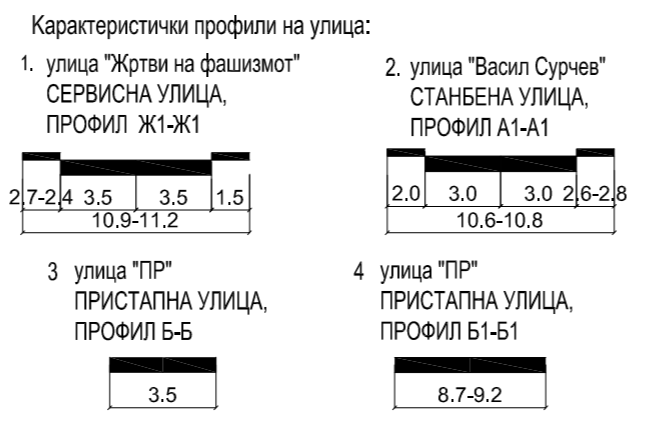 Карактеристички профили на улица:
1. улица "Жртви на фашизмот"
СЕРВИСНА УЛИЦА,
ПРОФИЛ Ж1-Ж1
2.7-2.4 3.5 3.5 1.5
10.9-11.2
2. улица "Васил Сурчев"
СТАНБЕНА УЛИЦА,
ПРОФИЛ А1-А1
2.0 3.0 3.0 2.6-2.8
10.6-10.8
3 улица "ПР"
ПРИСТАПНА УЛИЦА,
ПРОФИЛ Б-Б
3.5
4 улица "ПР"
ПРИСТАПНА УЛИЦА,
ПРОФИЛ Б1-Б1
8.7-9.2